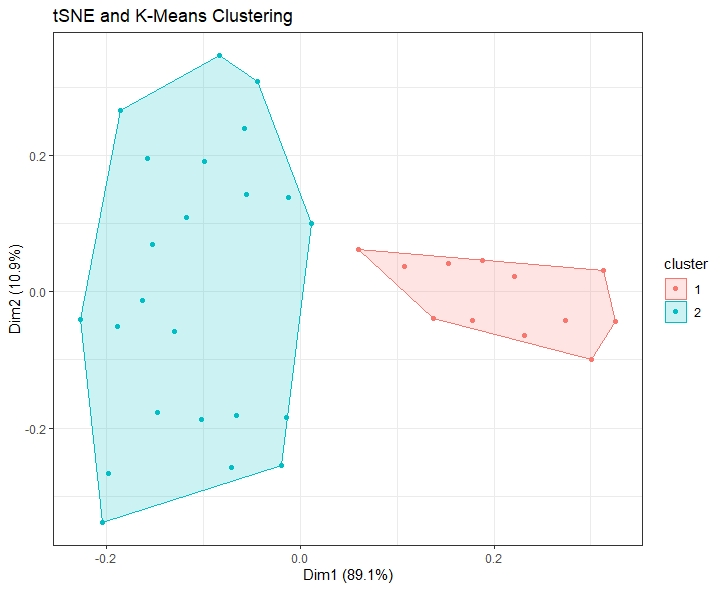 tSNE and K-Means Clustering
0.2
0.0
-0.2
Dim2 (10.9%)
-0.2
0.0
0.2
Dim1 (89.1%)
cluster
1
2